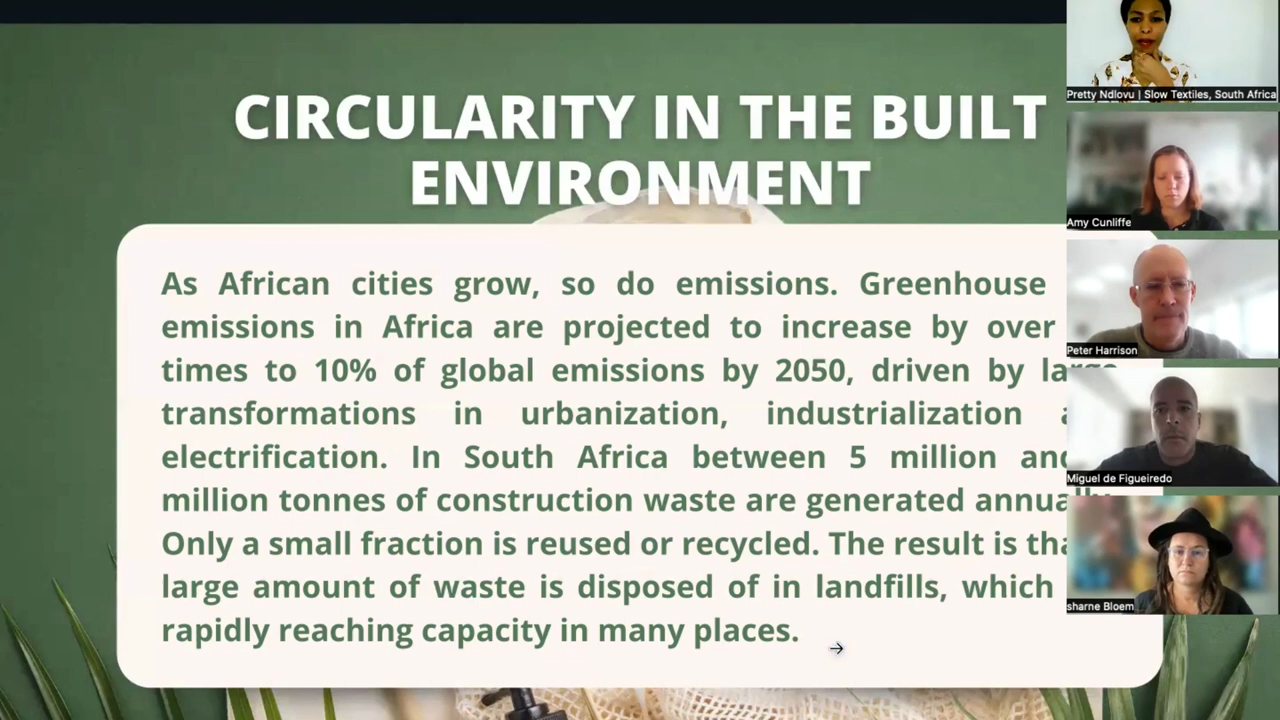 CIRCULARITY IN THE BUILT
ENVIRONMENT
As African cities grow, so do emissions. Greenhouse
emissions in Africa are projected to increase by over
times to 10% of global emissions by 2050, driven by large
transformations in urbanization, industrialization
electrification. In South Africa between 5 million and
million tonnes of construction waste are generated annually.
Only a small fraction is reused or recycled. The result is
large amount of waste is disposed of in landfills, which
rapidly reaching capacity in many places.
Pretty Ndlovu | Slow Textiles, South Africa
Amy Cunliffe
Peter Harrison
Miguel de Figueiredo
sharne Bloem